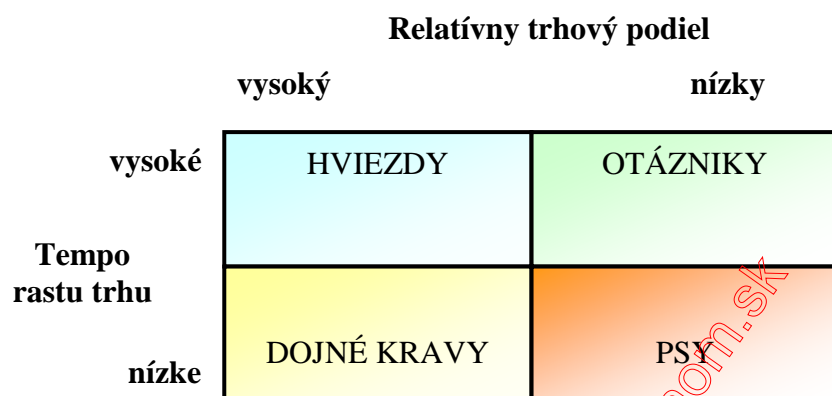 Relatívny trhový podiel
vysoký nízky
vysoké HVIEZDY OTÁZNIKY
Tempo
rastu trhu
DOJNÉ KRAVY PSY
nízke